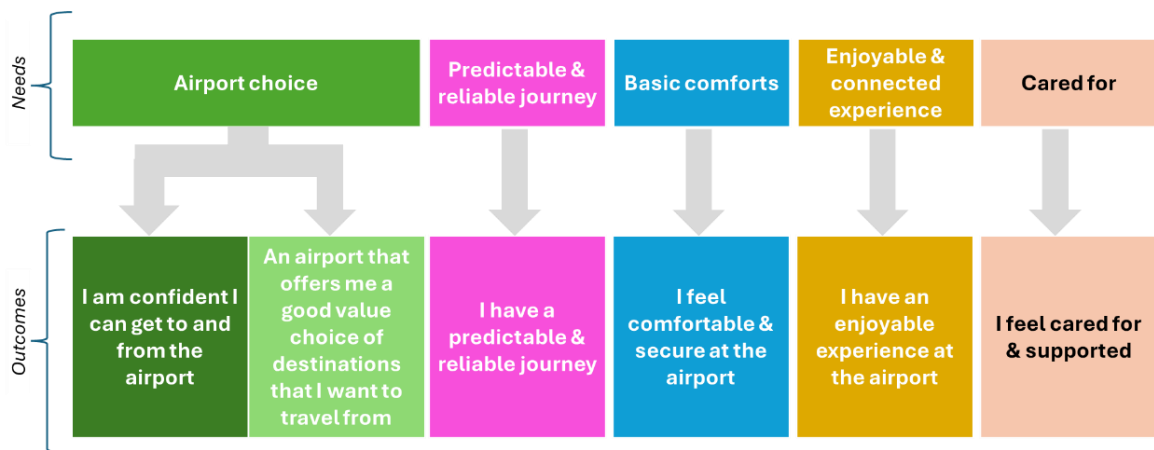 Needs
Airport choice
Predictable &
reliable journey
Basic comforts
Enjoyable &
connected
experience
Cared for
Outcomes
I am confident I
can get to and
from the
airport
An airport that
offers me a
good value
choice of
destinations
that I want to
travel from
I have a
predictable &
reliable journey
I feel
comfortable &
secure at the
airport
I have an
enjoyable
experience at
the airport
I feel cared for
& supported